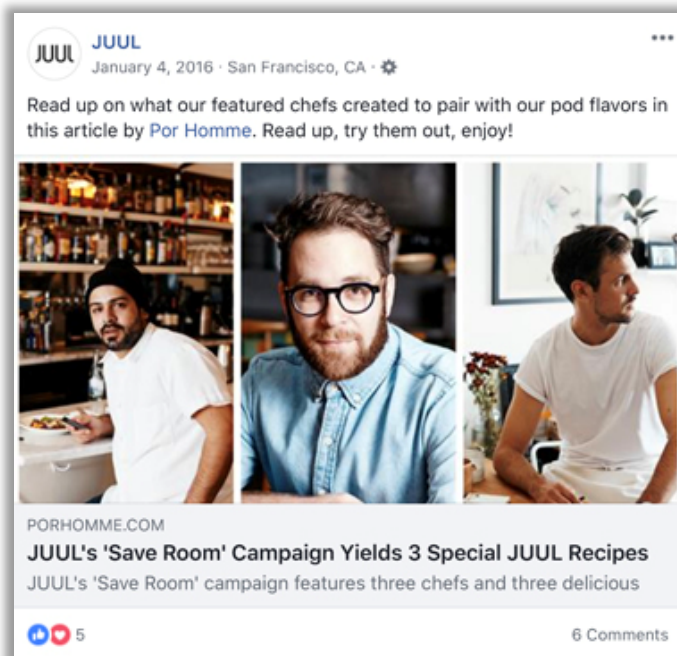 JUUL
JUUL
January 4, 2016 · San Francisco, CA ·
Read up on what our featured chefs created to pair with our pod flavors in
this article by Por Homme. Read up, try them out, enjoy!
PORHOMME.COM
JUUL's 'Save Room' Campaign Yields 3 Special JUUL Recipes
JUUL's 'Save Room' campaign features three chefs and three delicious
5
6 Comments